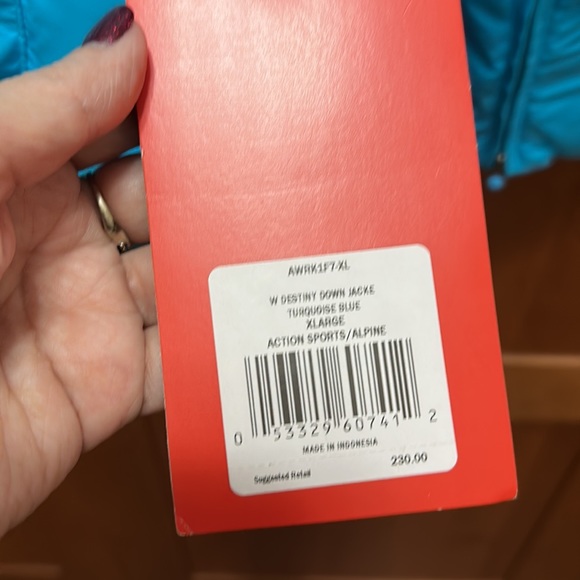 AWRK1F7-XL
W DESTINY DOWN JACKE
TURQUOISE BLUE
XLARGE
ACTION SPORTS/ALPINE
0 53329 60741 2
MADE IN INDONESIA
230.00
Suggested Retail